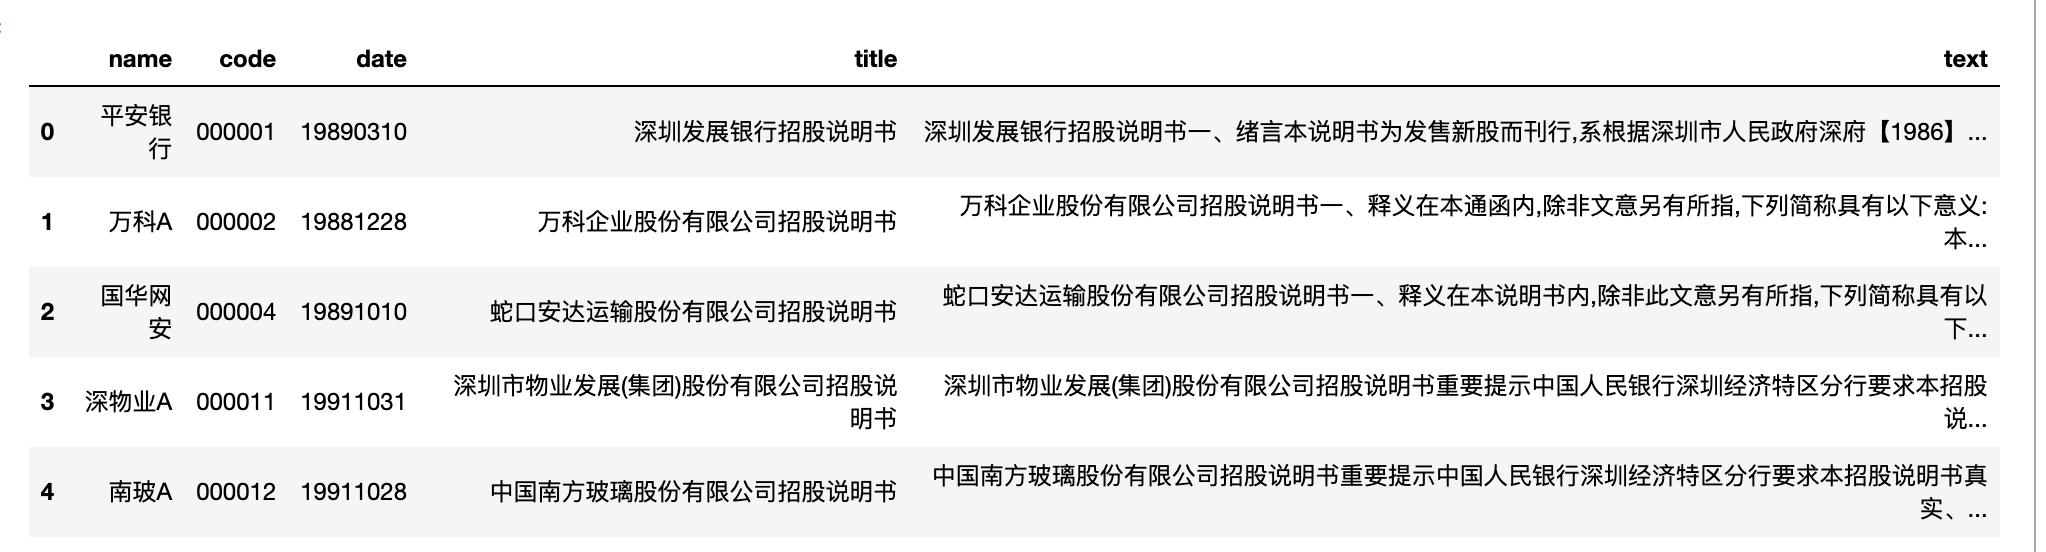 name code date title text
0 平安银行 000001 19890310 深圳发展银行招股说明书 深圳发展银行招股说明书一、绪言本说明书为发售新股而刊行,系根据深圳市人民政府深府【1986】...
1 万科A 000002 19881228 万科企业股份有限公司招股说明书 万科企业股份有限公司招股说明书一、释义在本通函内,除非文意另有所指,下列简称具有以下意义:本...
2 国华网安 000004 19891010 蛇口安达运输股份有限公司招股说明书 蛇口安达运输股份有限公司招股说明书一、释义在本说明书内,除非此文意另有所指,下列简称具有以下...
3 深物业A 000011 19911031 深圳市物业发展(集团)股份有限公司招股说明书 深圳市物业发展(集团)股份有限公司招股说明书重要提示中国人民银行深圳经济特区分行要求本招股说...
4 南玻A 000012 19911028 中国南方玻璃股份有限公司招股说明书 中国南方玻璃股份有限公司招股说明书重要提示中国人民银行深圳经济特区分行要求本招股说明书真实、...